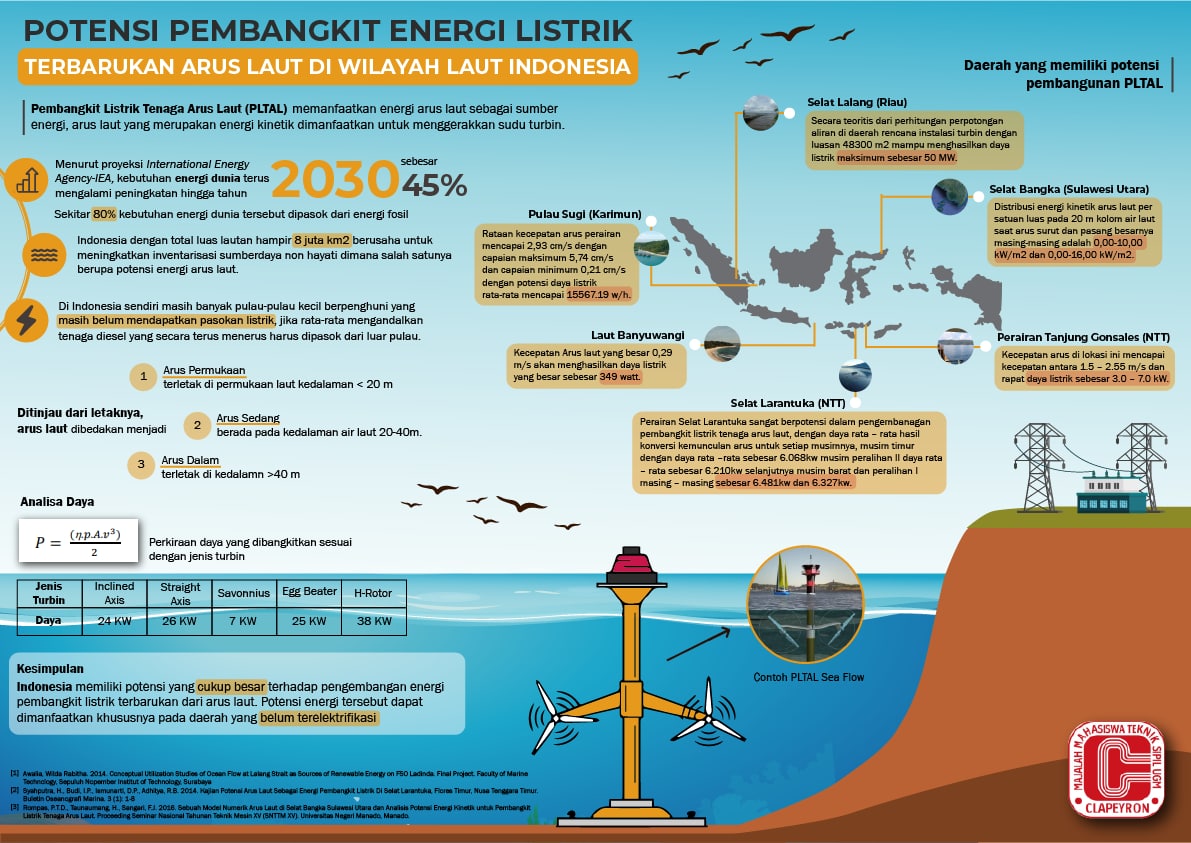 POTENSI PEMBANGKIT ENERGI LISTRIK
TERBARUKAN ARUS LAUT DI WILAYAH LAUT INDONESIA
Pembangkit Listrik Tenaga Arus Laut (PLTAL) memanfaatkan energi arus laut sebagai sumber
energi, arus laut yang merupakan energi kinetik dimanfaatkan untuk menggerakkan sudu turbin.
Menurut proyeksi International Energy
Agency-IEA, kebutuhan energi dunia terus
mengalami peningkatan hingga tahun
2030
sebesar
45%
Sekitar 80% kebutuhan energi dunia tersebut dipasok dari energi fosil
Indonesia dengan total luas lautan hampir 8 juta km2 berusaha untuk
meningkatkan inventarisasi sumberdaya non hayati dimana salah satunya
berupa potensi energi arus laut.
Di Indonesia sendiri masih banyak pulau-pulau kecil berpenghuni yang
masih belum mendapatkan pasokan listrik, jika rata-rata mengandalkan
tenaga diesel yang secara terus menerus harus dipasok dari luar pulau.
Ditinjau dari letaknya,
arus laut dibedakan menjadi
1
Arus Permukaan
terletak di permukaan laut kedalaman < 20 m
2
Arus Sedang
berada pada kedalaman air laut 20-40m.
3
Arus Dalam
terletak di kedalamn >40 m
Analisa Daya
P = (η.p.A.v³)
2
Perkiraan daya yang dibangkitkan sesuai
dengan jenis turbin
Jenis Turbin Inclined Axis Straight Axis Savonnius Egg Beater H-Rotor
Daya 24 KW 26 KW 7 KW 25 KW 38 KW
Kesimpulan
Indonesia memiliki potensi yang cukup besar terhadap pengembangan energi
pembangkit listrik terbarukan dari arus laut. Potensi energi tersebut dapat
dimanfaatkan khususnya pada daerah yang belum terelektrifikasi
[1] Awalia, Wilda Rabitha. 2014. Conceptual Utilization Studies of Ocean Flow at Lalang Strait as Sources of Renewable Energy on FSO Ladinda. Final Project. Faculty of Marine
Technology, Sepuluh Nopember Institut of Technology, Surabaya
[2] Syahputra, H., Budi, I.P., Ismunarti, D.P., Adhitya, R.B. 2014. Kajian Potensi Arus Laut Sebagai Energi Pembangkit Listrik Di Selat Larantuka, Flores Timur, Nusa Tenggara Timur.
Buletin Oseanografi Marina. 3 (1): 1-8
[3] Rompas, P.T.D., Taunaumang, H., Sangari, F.J. 2016. Sebuah Model Numerik Arus Laut di Selat Bangka Sulawesi Utara dan Analisis Potensi Energi Kinetik untuk Pembangkit
Listrik Tenaga Arus Laut. Proceeding Seminar Nasional Tahunan Teknik Mesin XV (SNTTM XV). Universitas Negeri Manado, Manado.
Daerah yang memiliki potensi
pembangunan PLTAL
Selat Lalang (Riau)
Secara teoritis dari perhitungan perpotongan
aliran di daerah rencana instalasi turbin dengan
luasan 48300 m2 mampu menghasilkan daya
listrik maksimum sebesar 50 MW.
Selat Bangka (Sulawesi Utara)
Distribusi energi kinetik arus laut per
satuan luas pada 20 m kolom air laut
saat arus surut dan pasang besarnya
masing-masing adalah 0,00-10,00
kW/m2 dan 0,00-16,00 kW/m2.
Pulau Sugi (Karimun)
Rataan kecepatan arus perairan
mencapai 2,93 cm/s dengan
capaian maksimum 5,74 cm/s
dan capaian minimum 0,21 cm/s
dengan potensi daya listrik
rata-rata mencapai 15567.19 w/h.
Laut Banyuwangi
Kecepatan Arus laut yang besar 0,29
m/s akan menghasilkan daya listrik
yang besar sebesar 349 watt.
Perairan Tanjung Gonsales (NTT)
Kecepatan arus di lokasi ini mencapai
kecepatan antara 1.5 – 2.55 m/s dan
rapat daya listrik sebesar 3.0 – 7.0 kW.
Selat Larantuka (NTT)
Perairan Selat Larantuka sangat berpotensi dalam pengembanagan
pembangkit listrik tenaga arus laut, dengan daya rata – rata hasil
konversi kemunculan arus untuk setiap musimnya, musim timur
dengan daya rata –rata sebesar 6.068kw musim peralihan II daya rata
– rata sebesar 6.210kw selanjutnya musim barat dan peralihan I
masing – masing sebesar 6.481kw dan 6.327kw.
Contoh PLTAL Sea Flow
MAJALAH MAHASISWA TEKNIK SIPIL UGM
CLAPEYRON